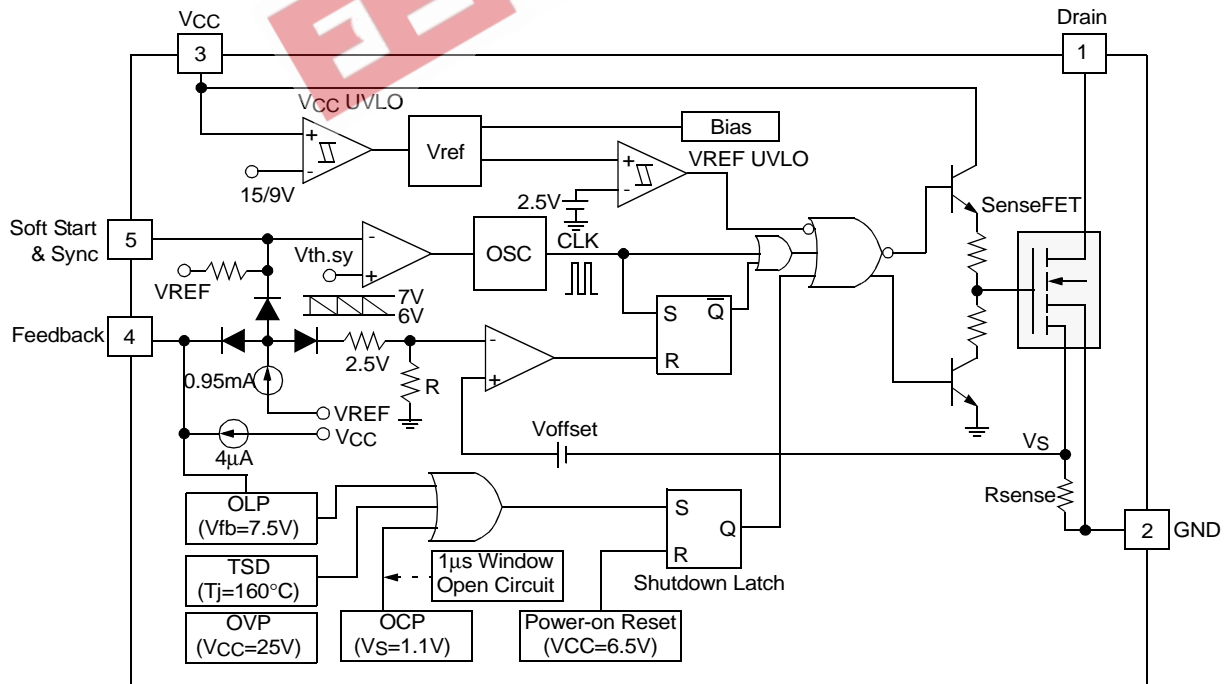 VCC
Drain
3
1
VCC UVLO
+
-
15/9V
Vref
Bias
VREF UVLO
+
-
2.5V
SenseFET
Soft Start
& Sync
5
VREF
Vth.sy
-
+
OSC
CLK
7V
6V
Feedback
4
2.5V
R
-
+
S
Q
R
0.95mA
VREF
VCC
4μA
Voffset
VS
Rsense
2
GND
OLP
(Vfb=7.5V)
TSD
(Tj=160°C)
OVP
(VCC=25V)
1μs Window
Open Circuit
OCP
(VS=1.1V)
S
Q
R
Shutdown Latch
Power-on Reset
(VCC=6.5V)